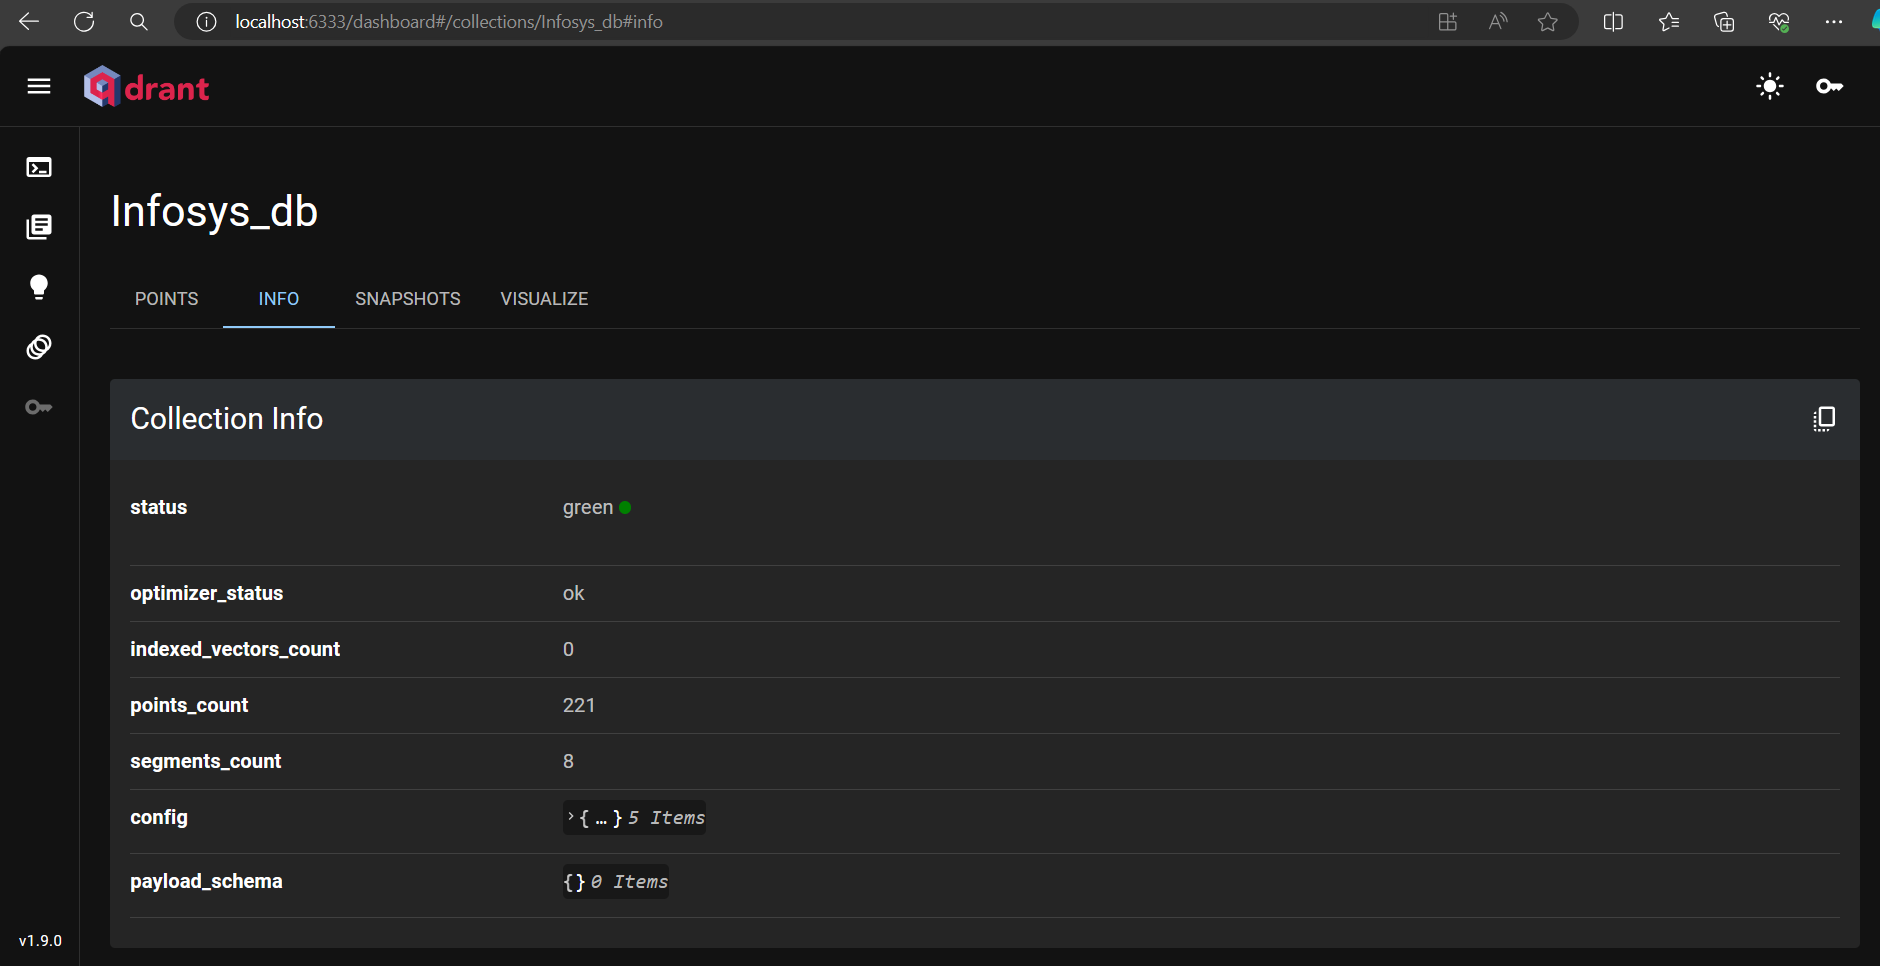 localhost:6333/dashboard#/collections/Infosys_db#info
qdrant
Infosys_db
POINTS INFO SNAPSHOTS VISUALIZE
Collection Info
status green
optimizer_status ok
indexed_vectors_count 0
points_count 221
segments_count 8
config {…} 5 Items
payload_schema {} 0 Items
v1.9.0